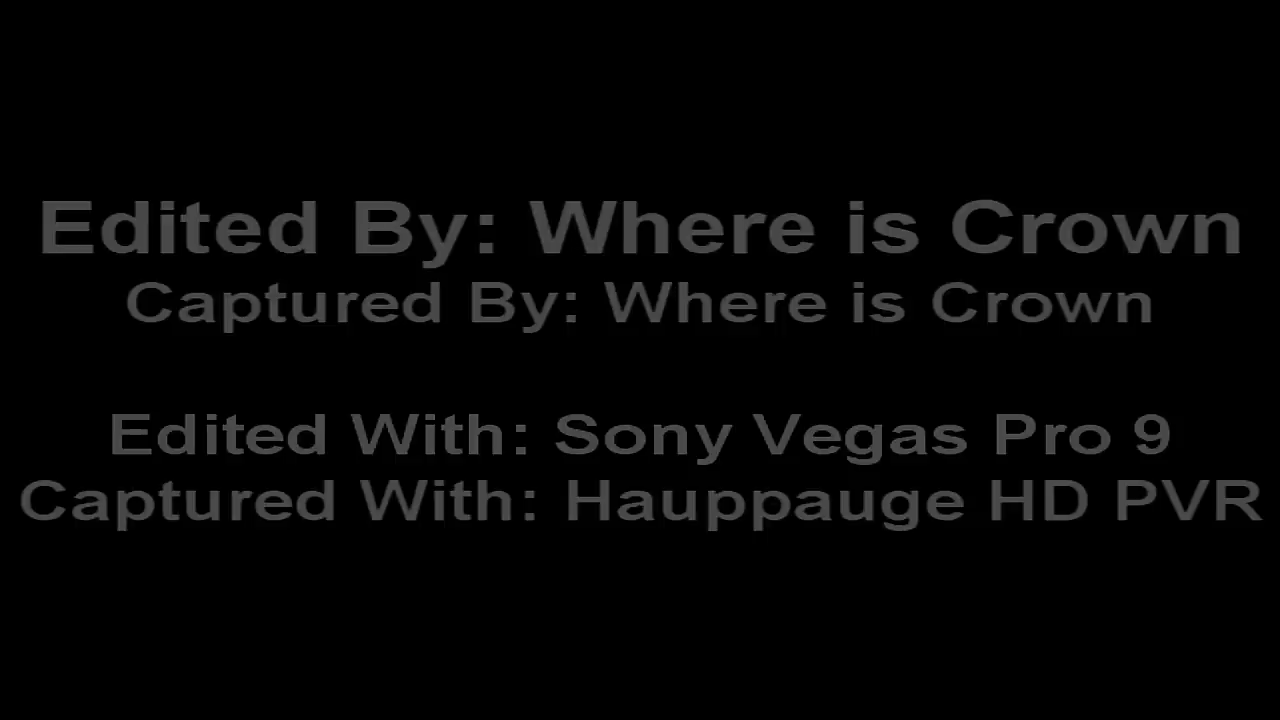 Edited By: Where is Crown
Captured By: Where is Crown
Edited With: Sony Vegas Pro 9
Captured With: Hauppauge HD PVR